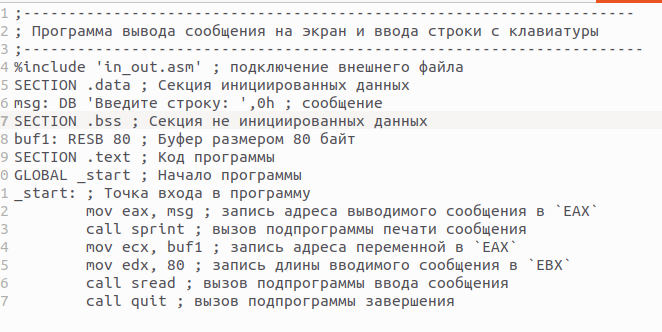 1 ;--------------------------------------------------------------------
2 ; Программа вывода сообщения на экран и ввода строки с клавиатуры
3 ;---------------------------------------------------------------------
4 %include 'in_out.asm' ; подключение внешнего файла
5 SECTION .data ; Секция инициированных данных
6 msg: DB 'Введите строку: ',0h ; сообщение
7 SECTION .bss ; Секция не инициированных данных
8 buf1: RESB 80 ; Буфер размером 80 байт
9 SECTION .text ; Код программы
0 GLOBAL _start ; Начало программы
1 _start: ; Точка входа в программу
2 mov eax, msg ; запись адреса выводимого сообщения в `EAX`
3 call sprint ; вызов подпрограммы печати сообщения
4 mov ecx, buf1 ; запись адреса переменной в `EAX`
5 mov edx, 80 ; запись длины вводимого сообщения в `EBX`
6 call sread ; вызов подпрограммы ввода сообщения
7 call quit ; вызов подпрограммы завершения